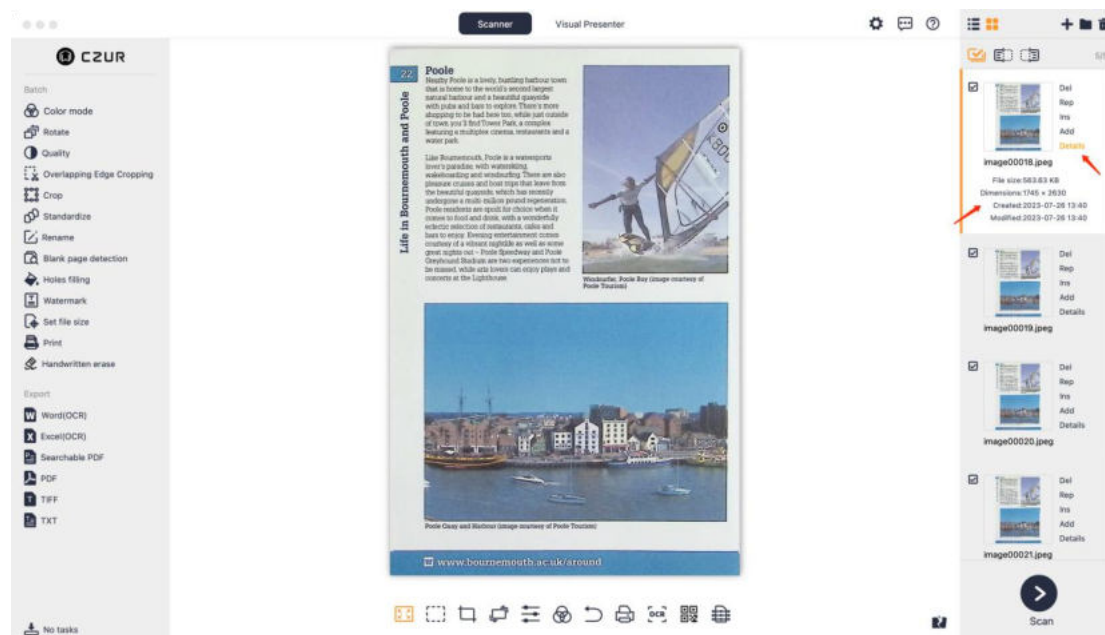 Scanner
Visual Presenter
CZUR
Batch
Color mode
Rotate
Quality
Overlapping Edge Cropping
Crop
Standardize
Rename
Blank page detection
Holes filling
Watermark
Set file size
Print
Handwritten erase
Export
Word(OCR)
Excel(OCR)
Searchable PDF
PDF
TIFF
TXT
No tasks
22
Life in Bournemouth and Poole
Poole
Nearby Poole is a lovely, bustling harbour town
that is home to the world's second largest
natural harbour and a beautiful quayside
with pubs and bars to explore. There's more
shopping to be had here too, while just outside
of town you'll find Tower Park, a complex
featuring a multiplex cinema, restaurants and a
water park.
Like Bournemouth, Poole is a watersports
lover's paradise, with waterskiing,
wakeboarding and windsurfing. There are also
pleasure cruises and boat trips that leave from
the beautiful quayside, which has recently
undergone a multi-million pound regeneration.
Poole residents are spoilt for choice when it
comes to food and drink, with a wonderfully
eclectic selection of restaurants, cafes and
bars to enjoy. Evening entertainment comes
courtesy of a vibrant nightlife as well as some
great nights out – Poole Speedway and Poole
Greyhound Stadium are two experiences not to
be missed, while arts lovers can enjoy plays and
concerts at the Lighthouse.
Windsurfer, Poole Bay (image courtesy of
Poole Tourism)
Poole Quay and Harbour (image courtesy of Poole Tourism)
www.bournemouth.ac.uk/around
OCR
Del
Rep
Ins
Add
Details
image00018.jpeg
File size:563.63 KB
Dimensions:1745 × 2630
Created:2023-07-26 13:40
Modified:2023-07-26 13:40
Del
Rep
Ins
Add
Details
image00019.jpeg
Del
Rep
Ins
Add
Details
image00020.jpeg
Del
Rep
Ins
Add
Details
image00021.jpeg
Scan